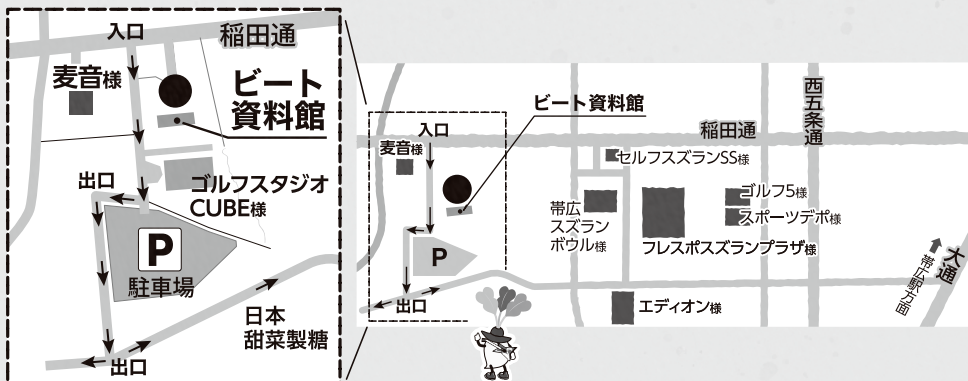 入口
稲田通
麦音様
ビート
資料館
出口
ゴルフスタジオ
CUBE様
P
駐車場
日本
甜菜製糖
出口
ビート資料館
入口
稲田通
西五条通
麦音様
セルフスズランSS様
帯広
スズラン
ボウル様
ゴルフ5様
スポーツデポ様
フレスポスズランプラザ様
P
出口
エディオン様
大通
帯広駅方面